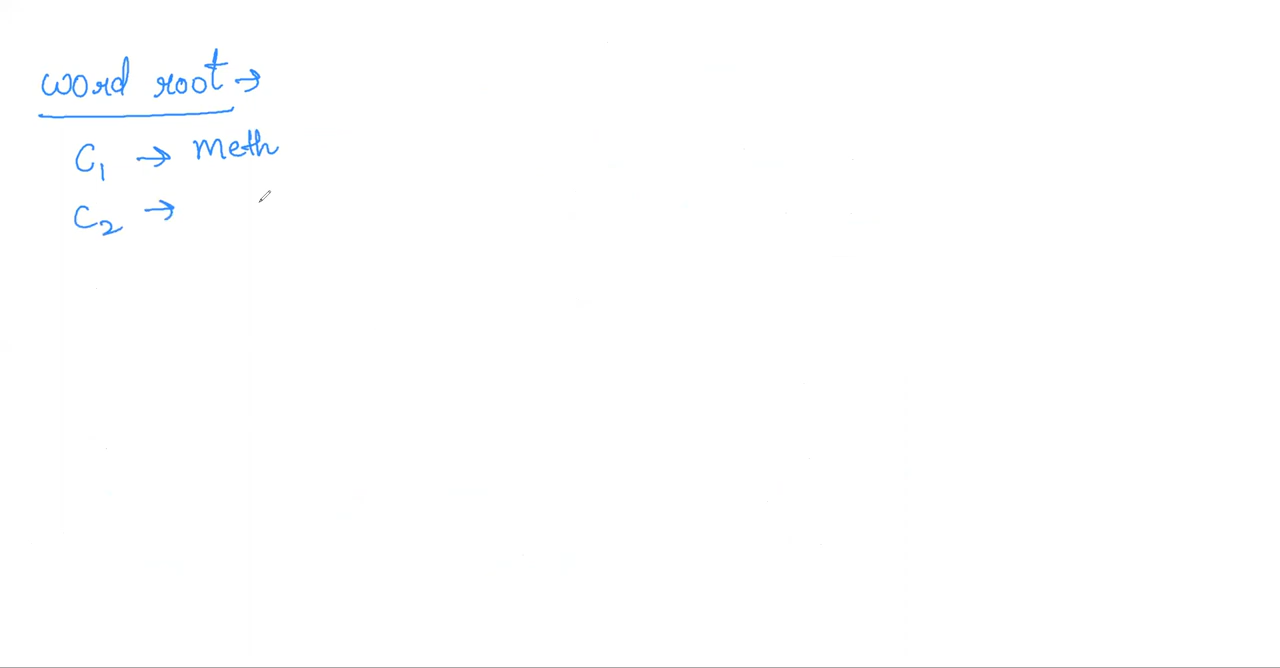 word root →
C₁ → Meth
C₂ →